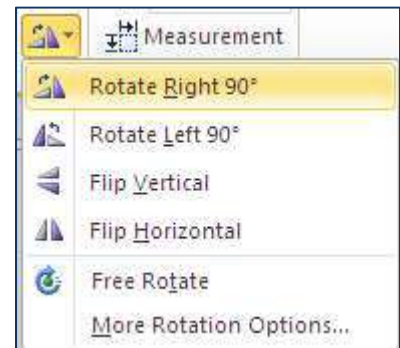 Measurement
Rotate Right 90°
Rotate Left 90°
Flip Vertical
Flip Horizontal
Free Rotate
More Rotation Options...